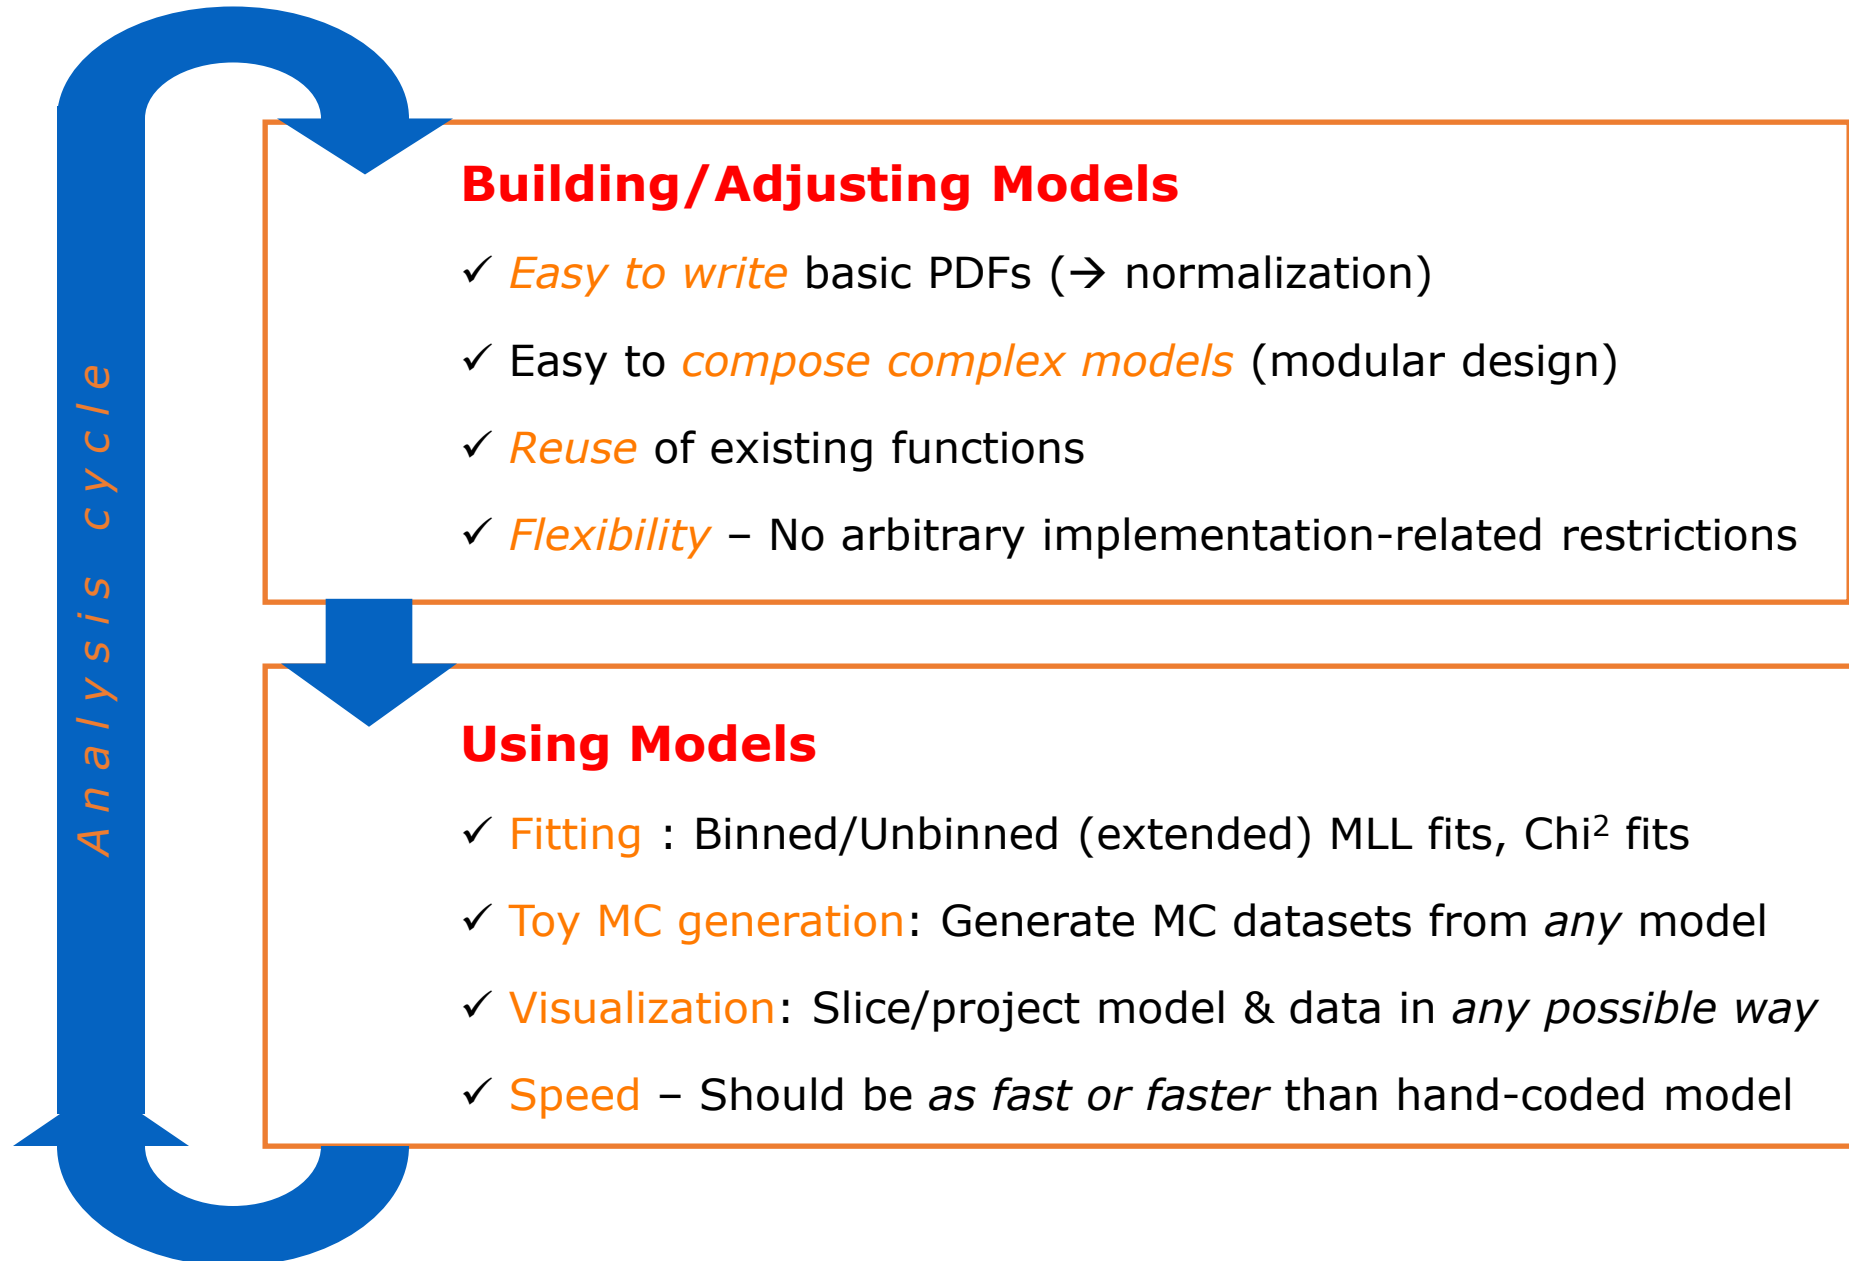 Analysis cycle
Building/Adjusting Models
✓ Easy to write basic PDFs (→ normalization)
✓ Easy to compose complex models (modular design)
✓ Reuse of existing functions
✓ Flexibility – No arbitrary implementation-related restrictions
Using Models
✓ Fitting : Binned/Unbinned (extended) MLL fits, Chi² fits
✓ Toy MC generation: Generate MC datasets from any model
✓ Visualization: Slice/project model & data in any possible way
✓ Speed – Should be as fast or faster than hand-coded model